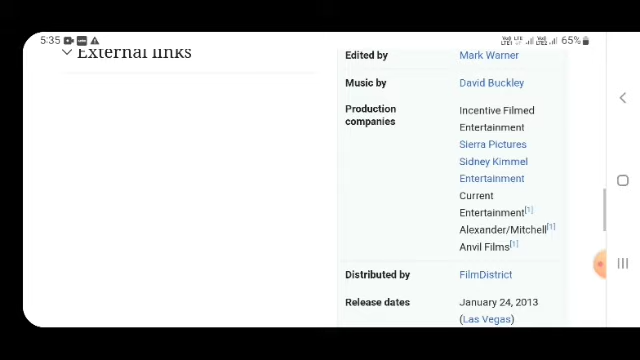 5:35
65%
External links
Edited by Mark Warner
Music by David Buckley
Production companies
Incentive Filmed
Entertainment
Sierra Pictures
Sidney Kimmel
Entertainment
Current
Entertainment[1]
Alexander/Mitchell[1]
Anvil Films[1]
Distributed by FilmDistrict
Release dates January 24, 2013
(Las Vegas)